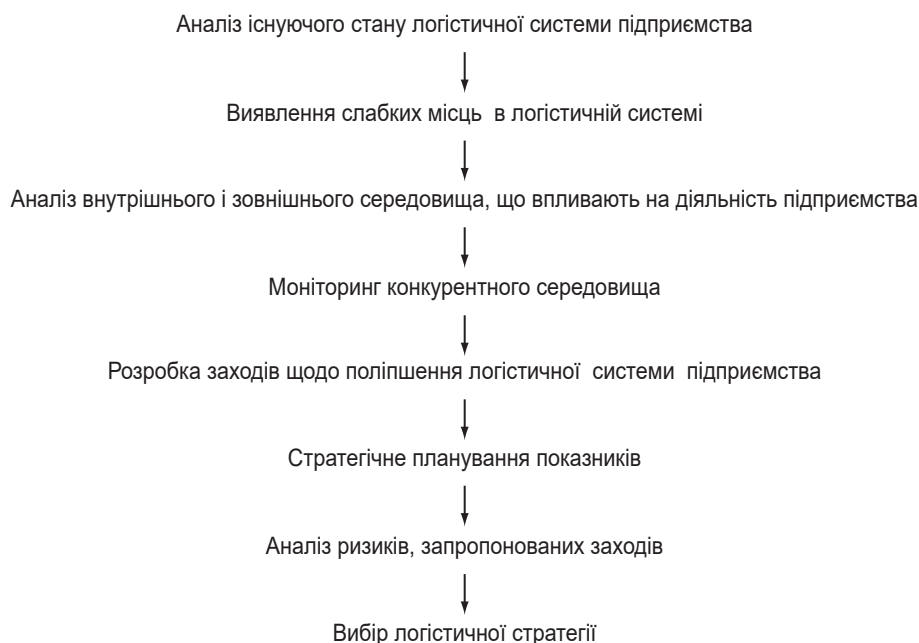 Аналіз існуючого стану логістичної системи підприємства
Виявлення слабких місць в логістичній системі
Аналіз внутрішнього і зовнішнього середовища, що впливають на діяльність підприємства
Моніторинг конкурентного середовища
Розробка заходів щодо поліпшення логістичної системи підприємства
Стратегічне планування показників
Аналіз ризиків, запропонованих заходів
Вибір логістичної стратегії